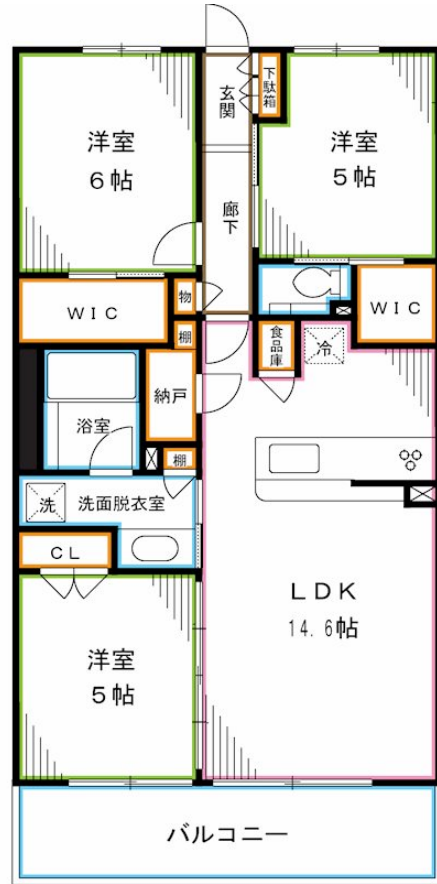 玄関
下駄箱
洋室
6帖
洋室
5帖
廊下
WIC
物
WIC
棚
食品庫
冷
納戸
浴室
棚
洗
洗面脱衣室
CL
LDK
14.6帖
洋室
5帖
バルコニー